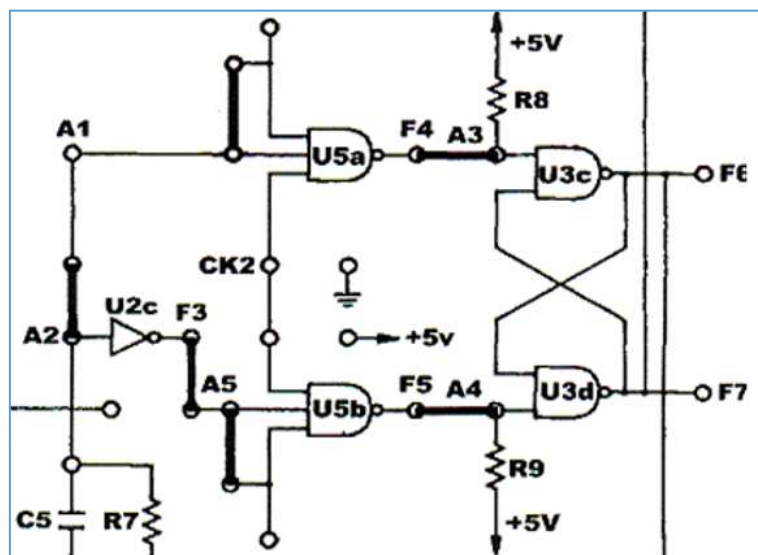 +5V
R8
A1
F4 A3
U5a
U3c
F6
CK2
U2c
F3
A2
+5v
A5
F5 A4
U5b
U3d
F7
C5
R7
R9
+5V